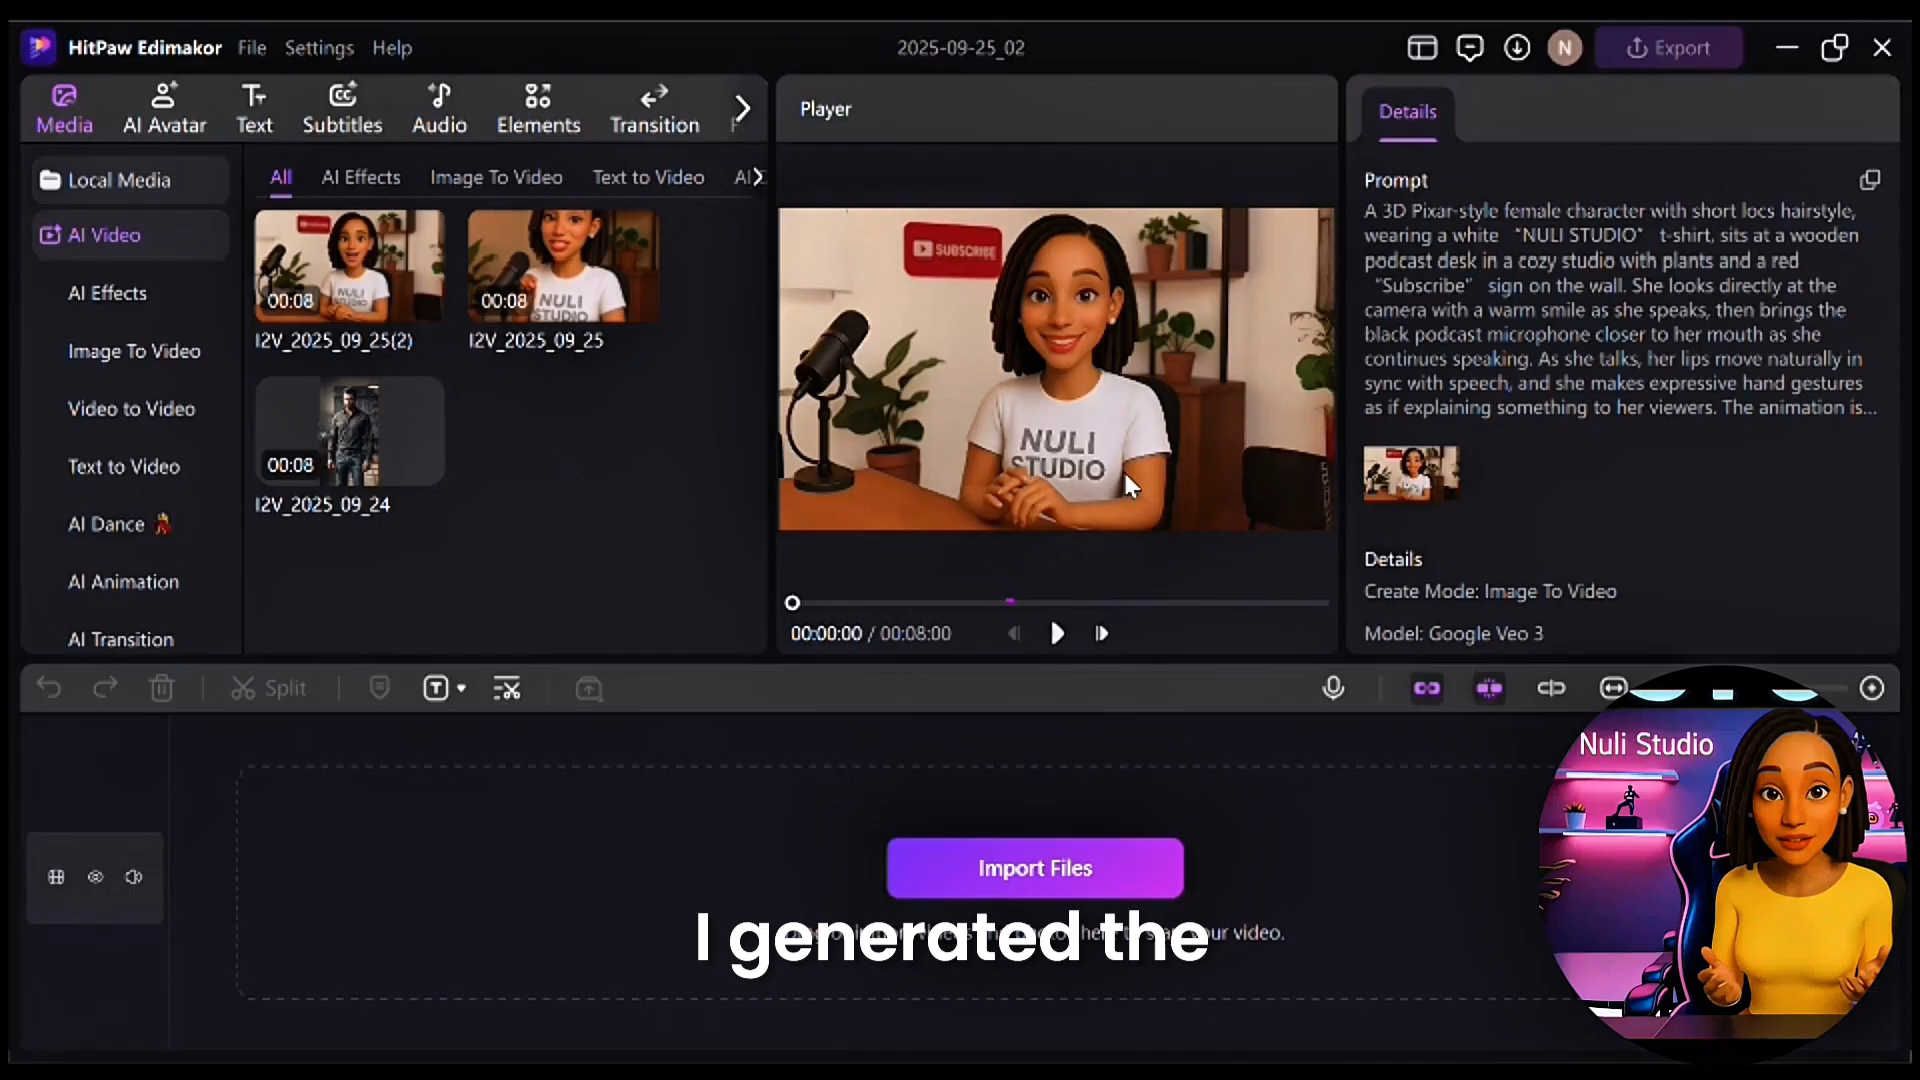 HitPaw Edimakor File Settings Help
2025-09-25_02
N
Export
Media
AI Avatar
Text
Subtitles
Audio
Elements
Transition
Player
Details
Local Media
AI Video
AI Effects
Image To Video
Video to Video
Text to Video
AI Dance
AI Animation
AI Transition
All AI Effects Image To Video Text to Video
00:08
I2V_2025_09_25(2)
00:08
I2V_2025_09_25
00:08
I2V_2025_09_24
SUBSCRIBE
NULI
STUDIO
00:00:00 / 00:08:00
Prompt
A 3D Pixar-style female character with short locs hairstyle,
wearing a white “NULI STUDIO” t-shirt, sits at a wooden
podcast desk in a cozy studio with plants and a red
“Subscribe” sign on the wall. She looks directly at the
camera with a warm smile as she speaks, then brings the
black podcast microphone closer to her mouth as she
continues speaking. As she talks, her lips move naturally in
sync with speech, and she makes expressive hand gestures
as if explaining something to her viewers. The animation is...
Details
Create Mode: Image To Video
Model: Google Veo 3
Split
Nuli Studio
Import Files
I generated the
your video.